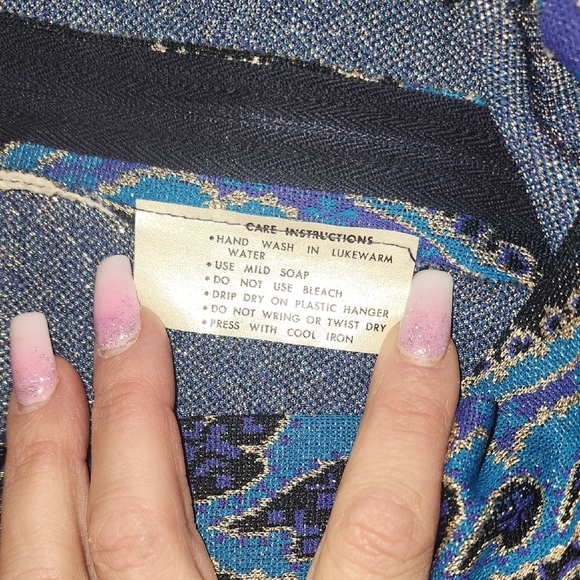 CARE INSTRUCTIONS
• HAND WASH IN LUKEWARM
WATER
• USE MILD SOAP
• DO NOT USE BLEACH
• DRIP DRY ON PLASTIC HANGER
• DO NOT WRING OR TWIST DRY
• PRESS WITH COOL IRON